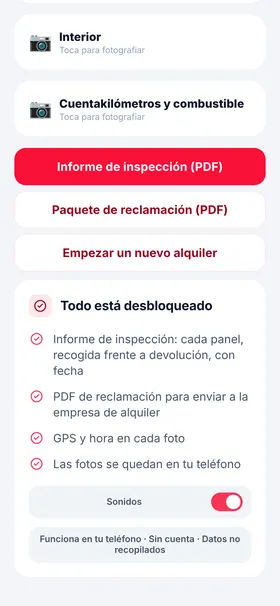 Interior
Toca para fotografiar
Cuentakilómetros y combustible
Toca para fotografiar
Informe de inspección (PDF)
Paquete de reclamación (PDF)
Empezar un nuevo alquiler
Todo está desbloqueado
Informe de inspección: cada panel,
recogida frente a devolución, con
fecha
PDF de reclamación para enviar a la
empresa de alquiler
GPS y hora en cada foto
Las fotos se quedan en tu teléfono
Sonidos
Funciona en tu teléfono · Sin cuenta · Datos no
recopilados